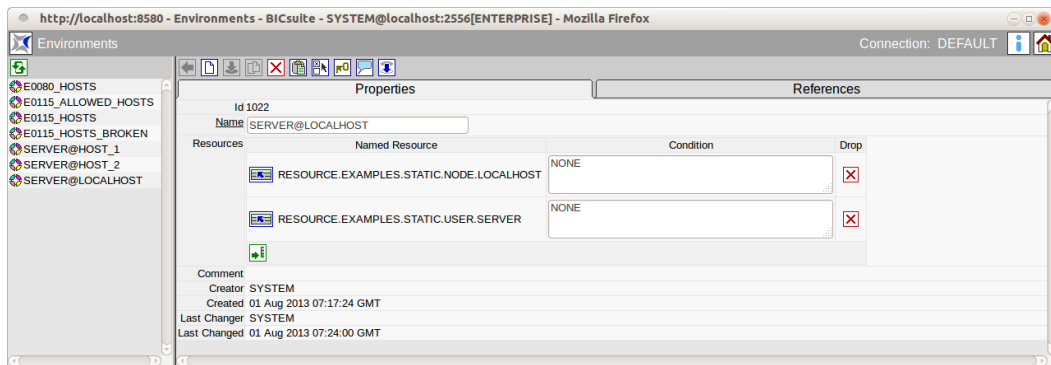 http://localhost:8580 - Environments - BICsuite - SYSTEM@localhost:2556[ENTERPRISE] - Mozilla Firefox
Environments
Connection: DEFAULT
E0080_HOSTS
E0115_ALLOWED_HOSTS
E0115_HOSTS
E0115_HOSTS_BROKEN
SERVER@HOST_1
SERVER@HOST_2
SERVER@LOCALHOST
Properties References
Id 1022
Name SERVER@LOCALHOST
Resources Named Resource Condition Drop
RESOURCE.EXAMPLES.STATIC.NODE.LOCALHOST NONE
RESOURCE.EXAMPLES.STATIC.USER.SERVER NONE
Comment
Creator SYSTEM
Created 01 Aug 2013 07:17:24 GMT
Last Changer SYSTEM
Last Changed 01 Aug 2013 07:24:00 GMT